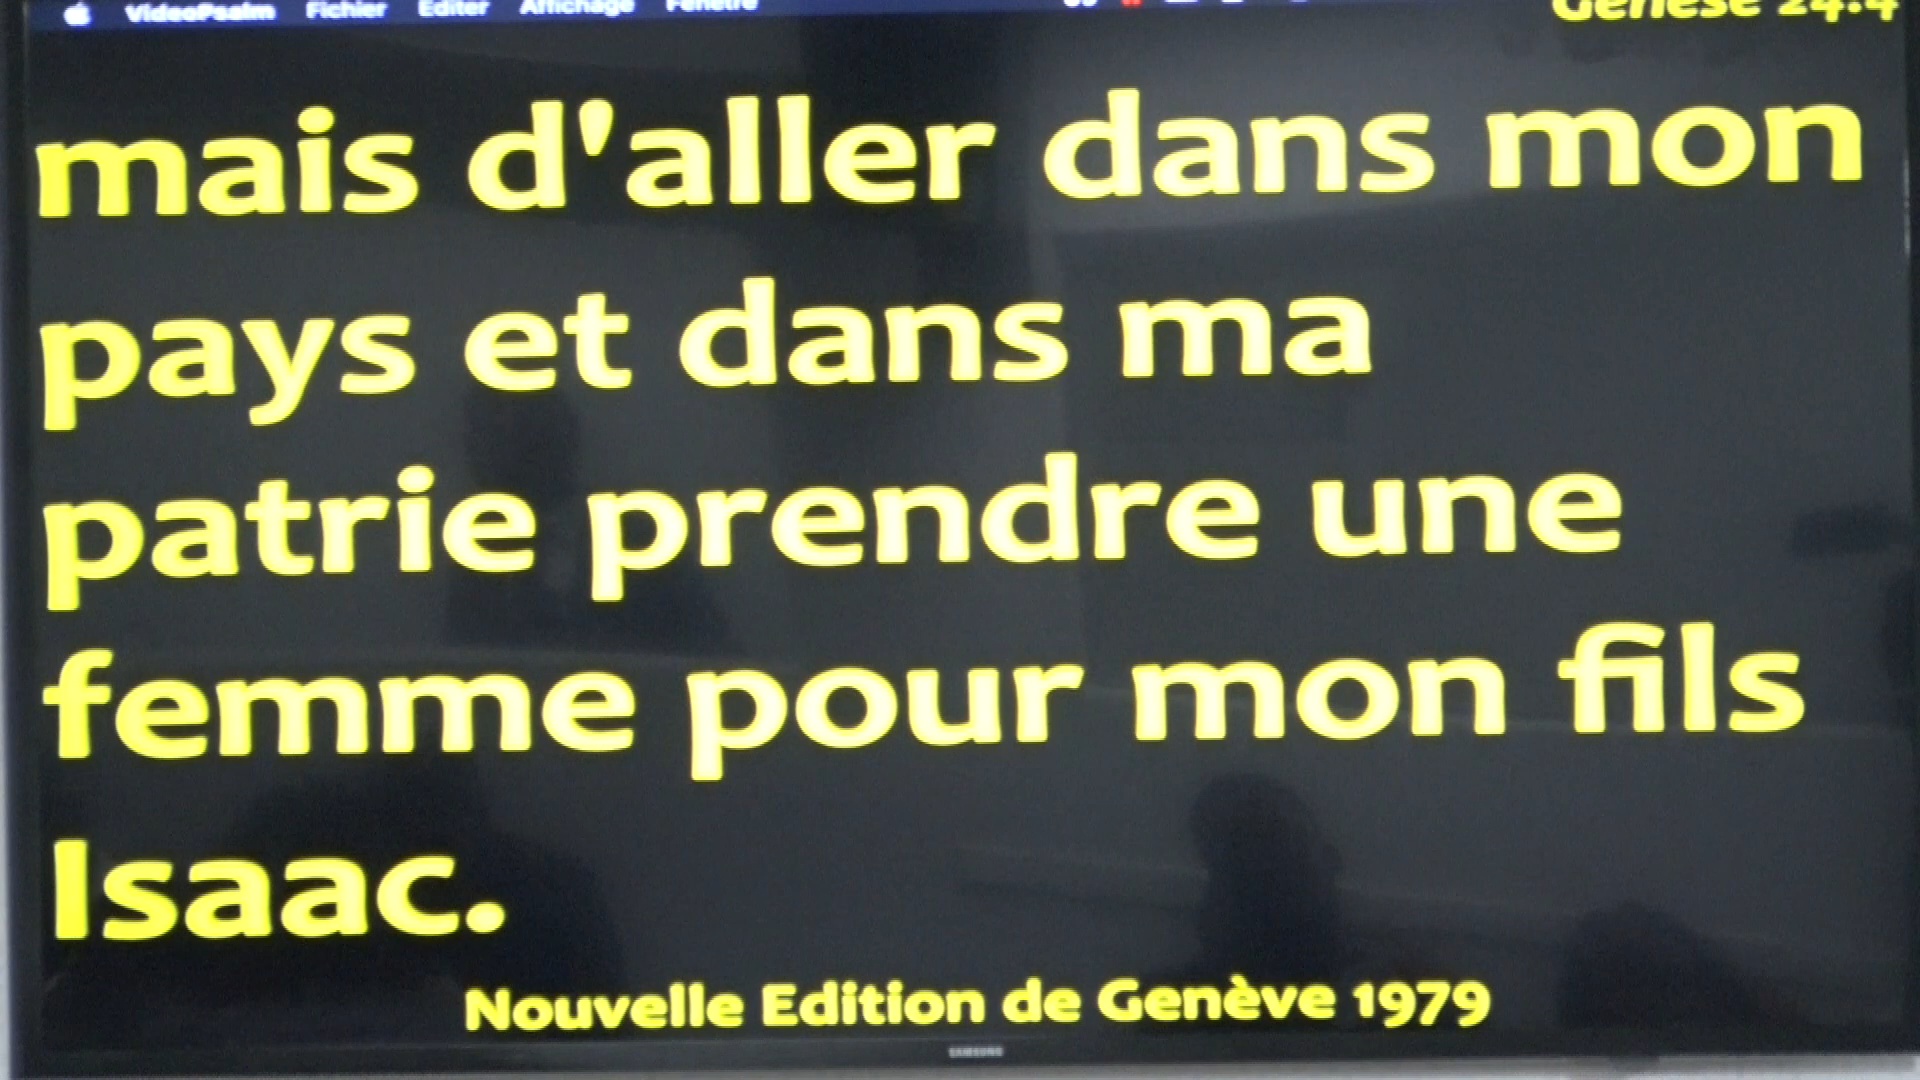 VideoPsalm Fichier Editer Affichage Fenêtre
Genèse 24:4
mais d'aller dans mon
pays et dans ma
patrie prendre une
femme pour mon fils
Isaac.
Nouvelle Edition de Genève 1979
SAMSUNG